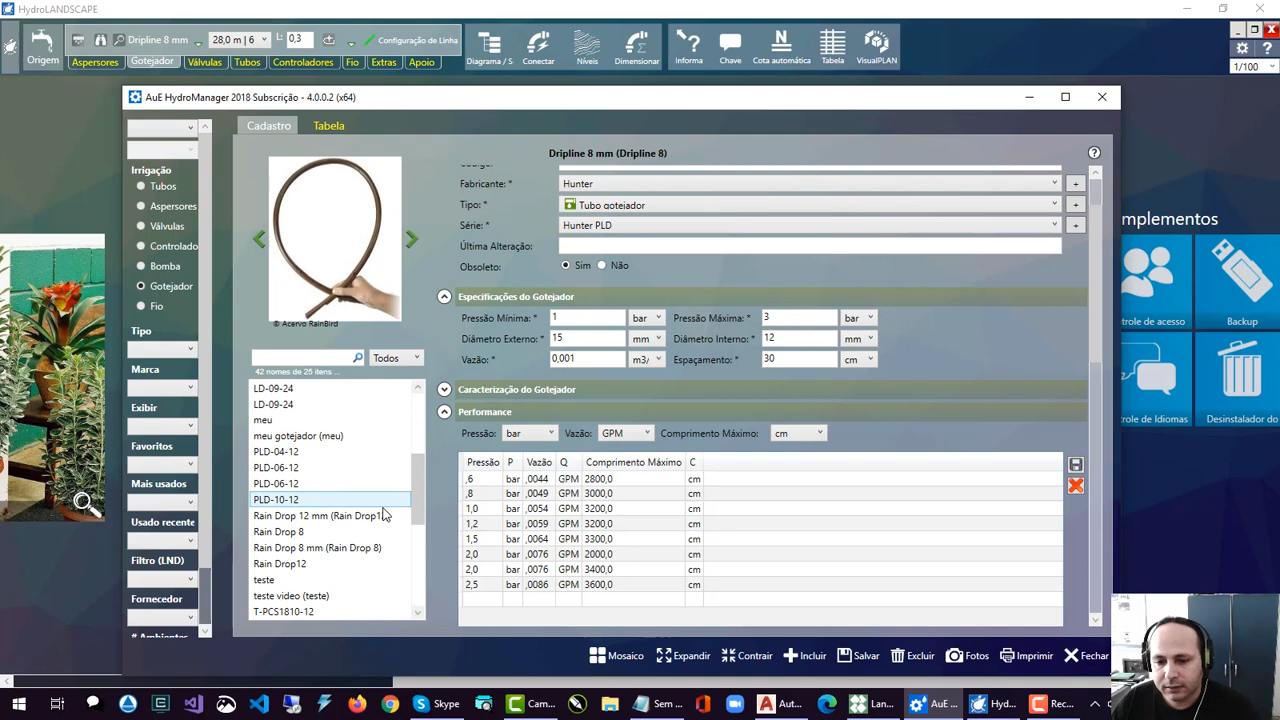 HydroLANDSCAPE
Origem
Dripline 8 mm
28,0 m | 6
L:
0,3
Configuração de Linha
Aspersores
Gotejador
Válvulas
Tubos
Controladores
Fio
Extras
Apoio
Diagrama / S
Conectar
Níveis
Dimensionar
Informa
Chave
Cota automática
Tabela
VisualPLAN
1/100
AuE HydroManager 2018 Subscrição - 4.0.0.2 (x64)
Irrigação
Tubos
Aspersores
Válvulas
Controlado
Bomba
Gotejador
Fio
Tipo
Marca
Exibir
Favoritos
Mais usados
Usado recente
Filtro (LND)
Fornecedor
# Ambientes
Cadastro
Tabela
© Acervo RainBird
Todos
42 nomes de 25 itens ...
LD-09-24
LD-09-24
meu
meu gotejador (meu)
PLD-04-12
PLD-06-12
PLD-06-12
PLD-10-12
Rain Drop 12 mm (Rain Drop1
Rain Drop 8
Rain Drop 8 mm (Rain Drop 8)
Rain Drop12
teste
teste video (teste)
T-PCS1810-12
Dripline 8 mm (Dripline 8)
Fabricante: *
Hunter
+
Tipo: *
Tubo gotejador
+
Série: *
Hunter PLD
+
Última Alteração:
Obsoleto:
Sim
Não
Especificações do Gotejador
Pressão Mínima: *
1
bar
Pressão Máxima: *
3
bar
Diâmetro Externo: *
15
mm
Diâmetro Interno: *
12
mm
Vazão: *
0,001
m3/
Espaçamento: *
30
cm
Caracterização do Gotejador
Performance
Pressão:
bar
Vazão:
GPM
Comprimento Máximo:
cm
Pressão P Vazão Q Comprimento Máximo C
,6 bar ,0044 GPM 2800,0 cm
,8 bar ,0049 GPM 3000,0 cm
1,0 bar ,0054 GPM 3200,0 cm
1,2 bar ,0059 GPM 3200,0 cm
1,5 bar ,0064 GPM 3300,0 cm
2,0 bar ,0076 GPM 2000,0 cm
2,0 bar ,0076 GPM 3400,0 cm
2,5 bar ,0086 GPM 3600,0 cm
Mosaico
Expandir
Contrair
Incluir
Salvar
Excluir
Fotos
Imprimir
Fechar
mplementos
role de acesso
Backup
role de Idiomas
Desinstalador do
Skype
Cam...
Sem ...
Aut...
Lan...
AuE ...
Hyd...
Rec...